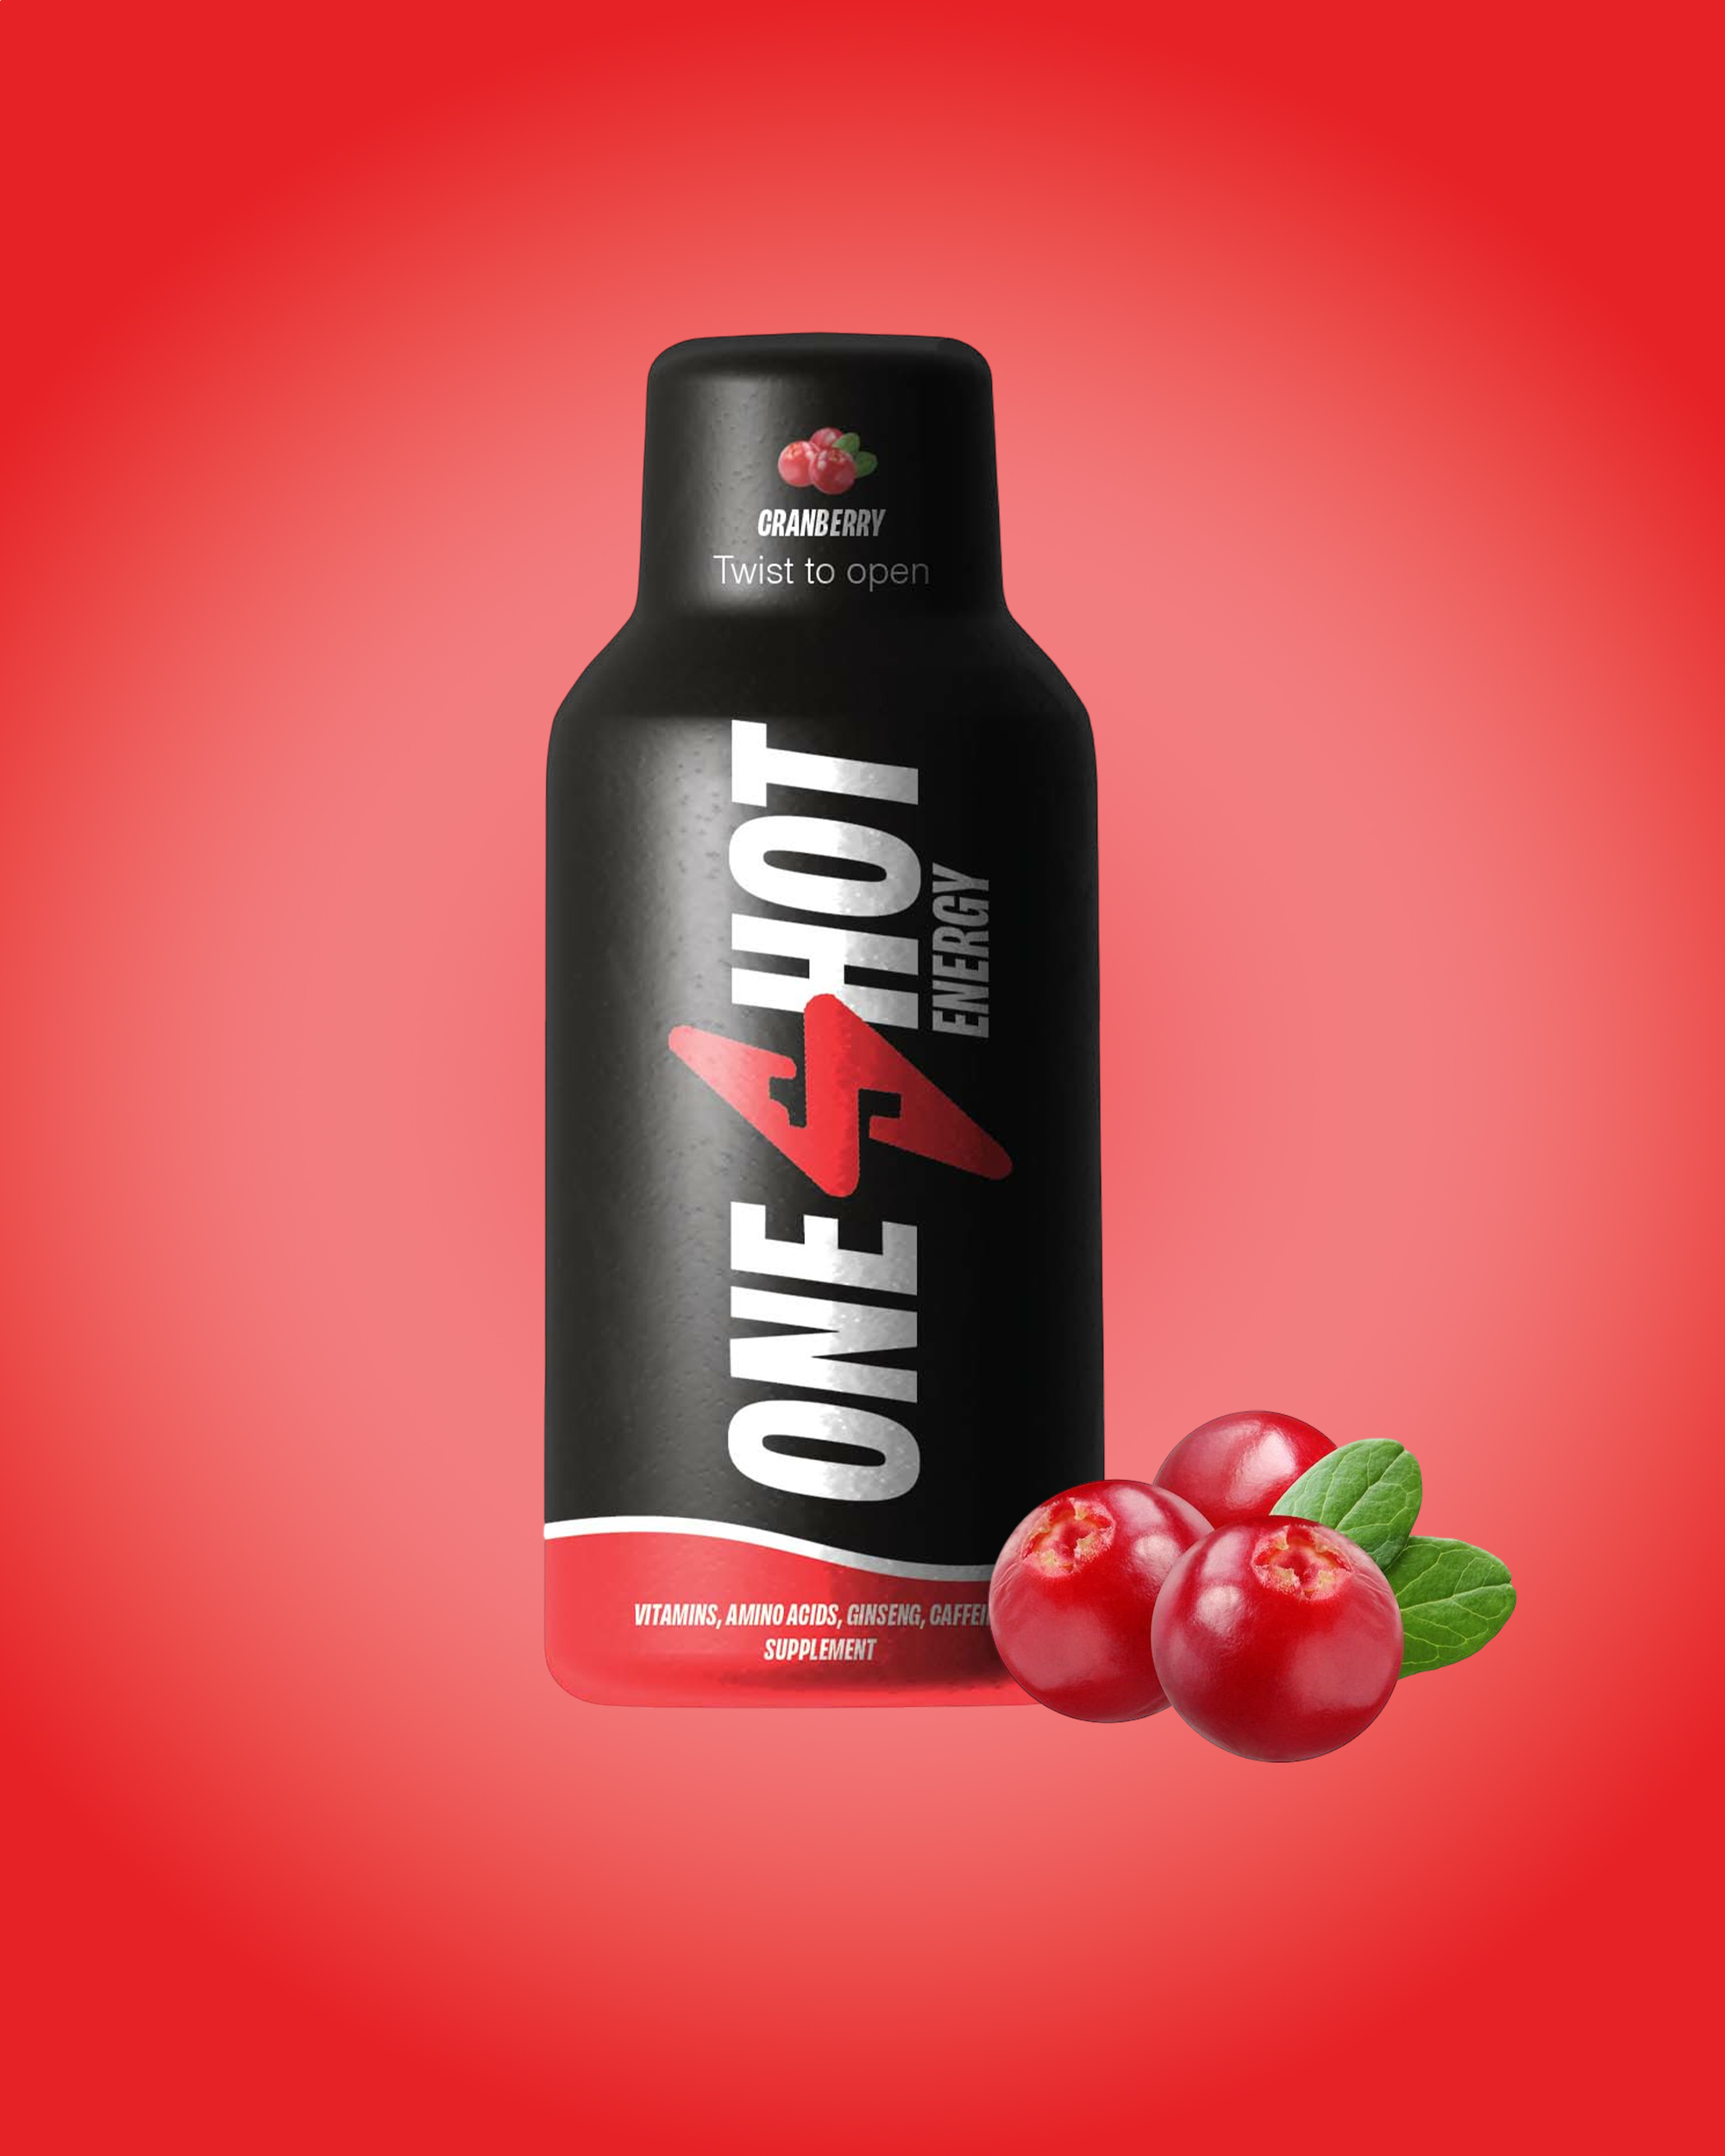 CRANBERRY
Twist to open
ONE SHOT
ENERGY
VITAMINS, AMINO ACIDS, GINSENG,
SUPPLEMENT